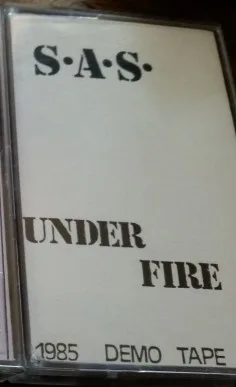 S·A·S·
UNDER
FIRE
1985 DEMO TAPE